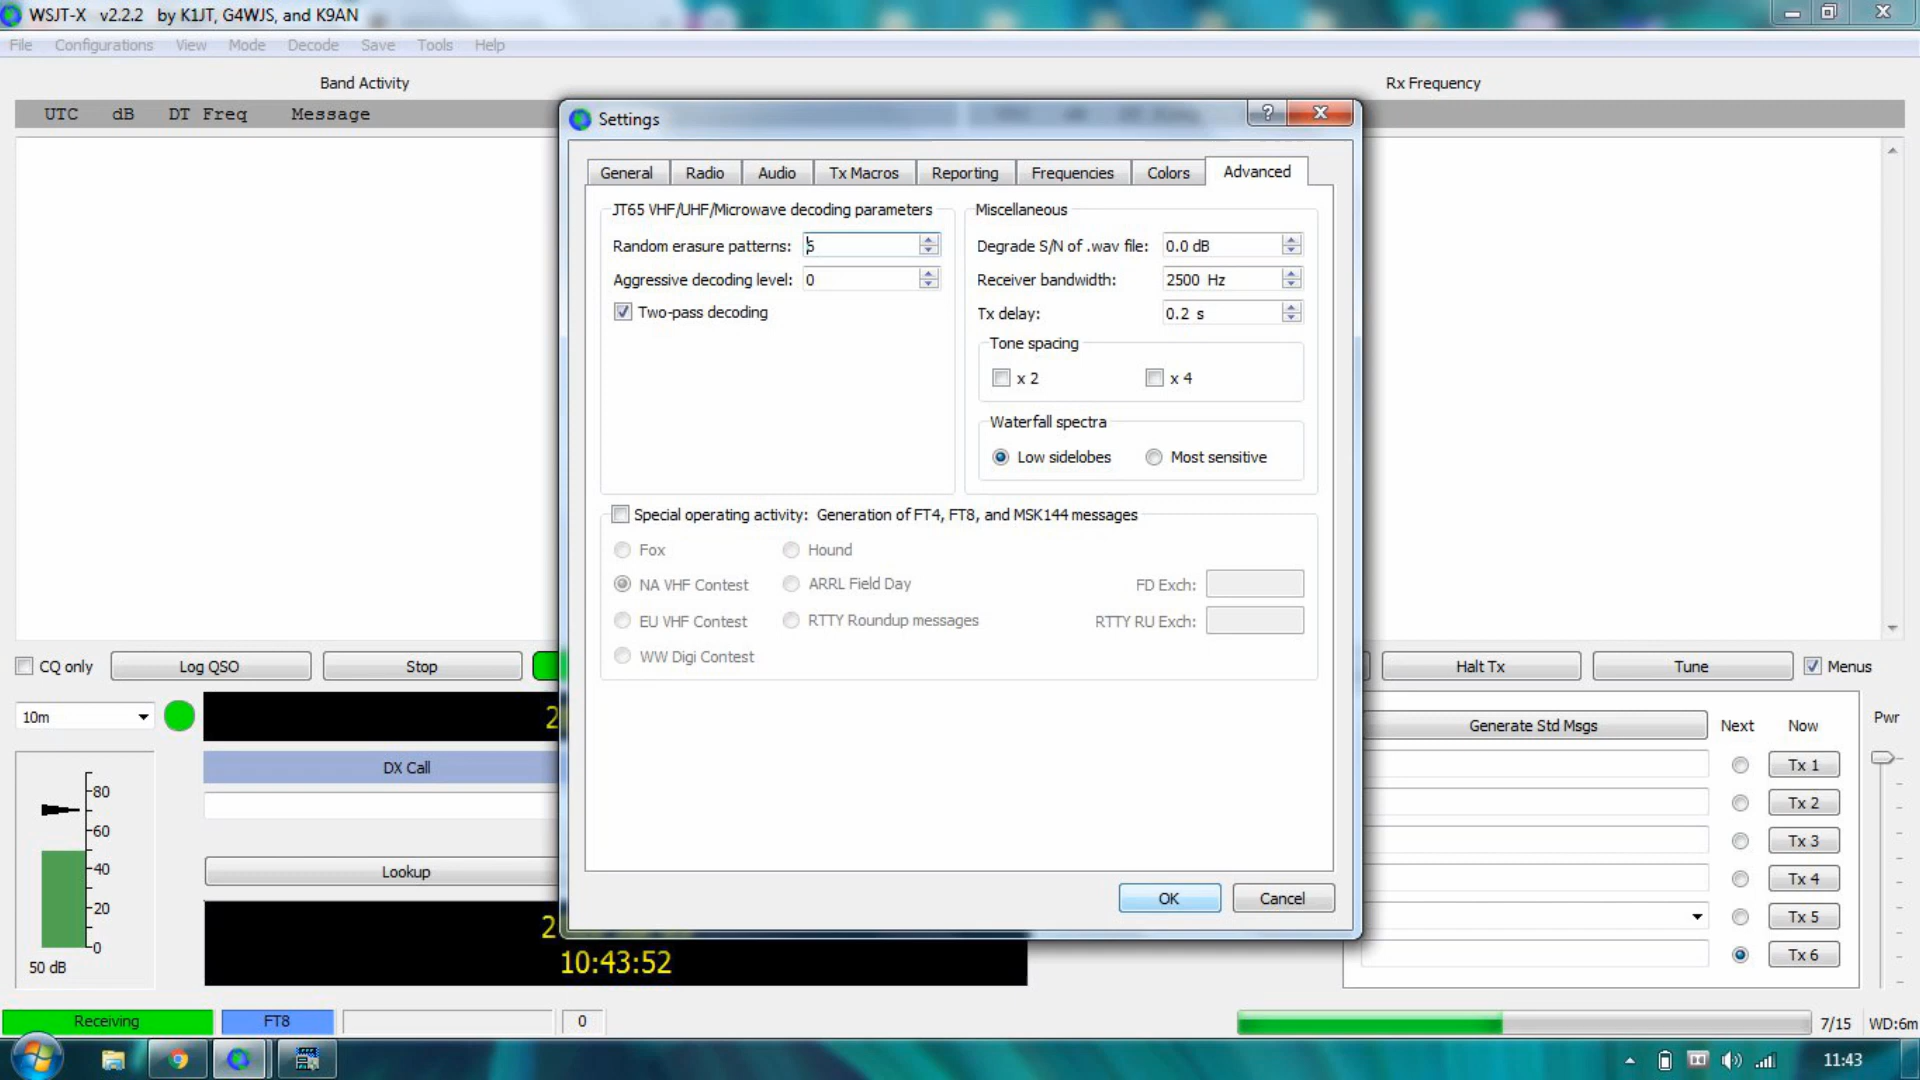 WSJT-X v2.2.2 by K1JT, G4WJS, and K9AN
File Configurations View Mode Decode Save Tools Help
Band Activity
Rx Frequency
UTC dB DT Freq Message
Settings
?
General Radio Audio Tx Macros Reporting Frequencies Colors Advanced
JT65 VHF/UHF/Microwave decoding parameters
Random erasure patterns: 5
Aggressive decoding level: 0
Two-pass decoding
Miscellaneous
Degrade S/N of .wav file: 0.0 dB
Receiver bandwidth: 2500 Hz
Tx delay: 0.2 s
Tone spacing
x 2 x 4
Waterfall spectra
Low sidelobes Most sensitive
Special operating activity: Generation of FT4, FT8, and MSK144 messages
Fox Hound
NA VHF Contest ARRL Field Day FD Exch:
EU VHF Contest RTTY Roundup messages RTTY RU Exch:
WW Digi Contest
OK Cancel
CQ only Log QSO Stop Halt Tx Tune Menus
10m
DX Call
Lookup
10:43:52
80
60
40
20
0
50 dB
Generate Std Msgs Next Now Pwr
Tx 1
Tx 2
Tx 3
Tx 4
Tx 5
Tx 6
Receiving FT8 0 7/15 WD:6m
11:43